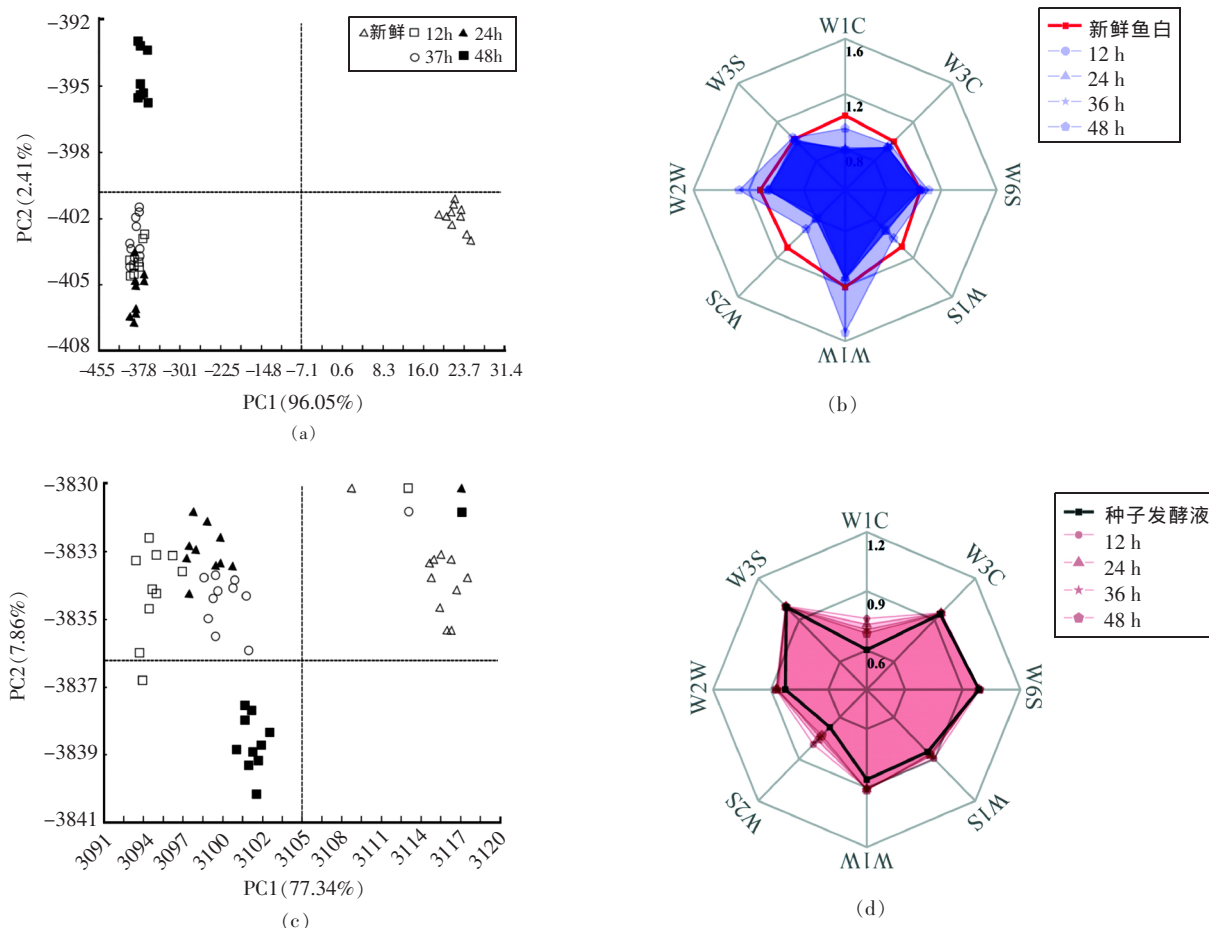 −392
−395
−398
−402
−405
−408
PC2(2.41%)
△新鲜 □12h ▲24h
○37h ■48h
−45.5 −37.8 −30.1 −22.5 −14.8 −7.1 0.6 8.3 16.0 23.7 31.4
PC1(96.05%)
(a)
W1C
W3C
W6S
W1S
W1W
W2S
W2W
W3S
1.6
1.2
0.8
新鲜鱼白
12 h
24 h
36 h
48 h
(b)
−3830
−3833
−3835
−3837
−3839
−3841
PC2(7.86%)
3091 3094 3097 3100 3102 3105 3108 3111 3114 3117 3120
PC1(77.34%)
(c)
W1C
W3C
W6S
W1S
W1W
W2S
W2W
W3S
1.2
0.9
0.6
种子发酵液
12 h
24 h
36 h
48 h
(d)